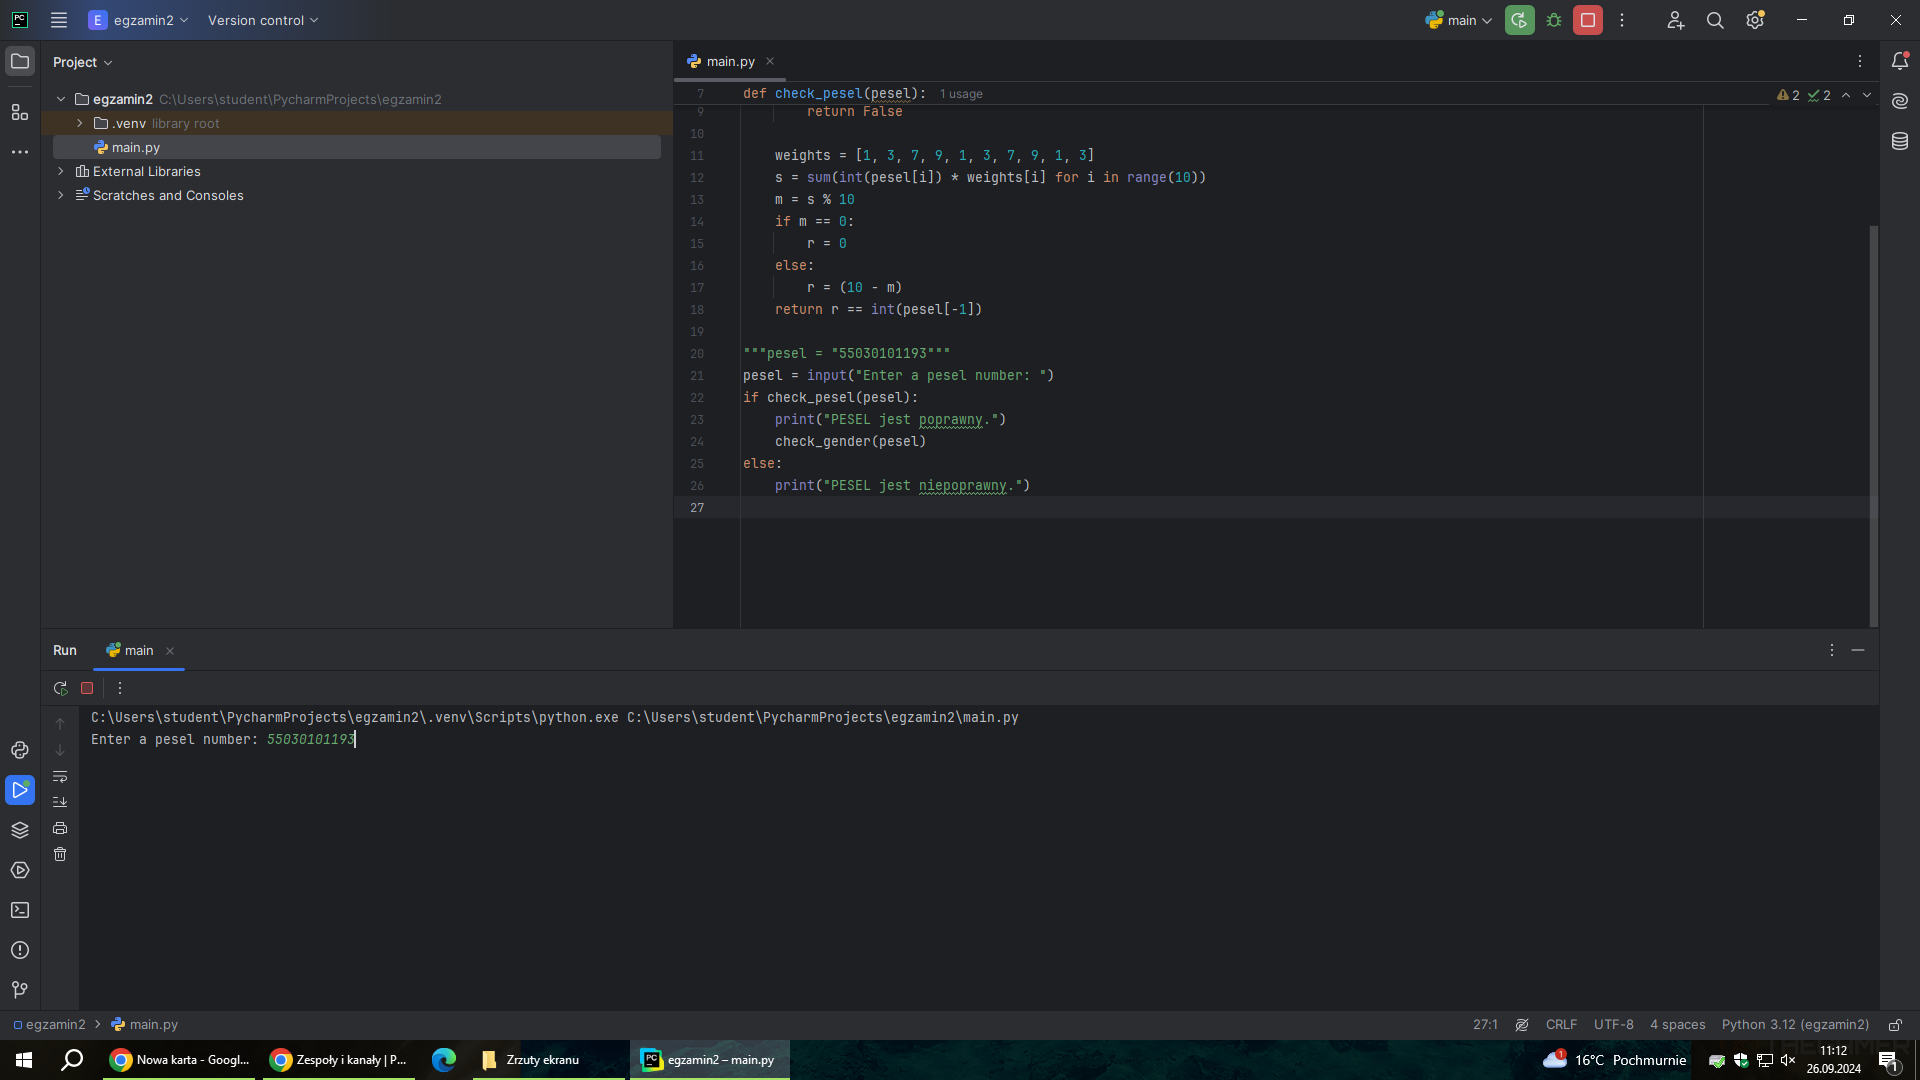 PC
E egzamin2 Version control main
Project
main.py
egzamin2 C:\Users\student\PycharmProjects\egzamin2
.venv library root
main.py
External Libraries
Scratches and Consoles
7 def check_pesel(pesel): 1 usage
2 2
9 return False
10
11 weights = [1, 3, 7, 9, 1, 3, 7, 9, 1, 3]
12 s = sum(int(pesel[i]) * weights[i] for i in range(10))
13 m = s % 10
14 if m == 0:
15 r = 0
16 else:
17 r = (10 - m)
18 return r == int(pesel[-1])
19
20 """pesel = "55030101193"""
21 pesel = input("Enter a pesel number: ")
22 if check_pesel(pesel):
23 print("PESEL jest poprawny.")
24 check_gender(pesel)
25 else:
26 print("PESEL jest niepoprawny.")
27
Run main
C:\Users\student\PycharmProjects\egzamin2\.venv\Scripts\python.exe C:\Users\student\PycharmProjects\egzamin2\main.py
Enter a pesel number: 55030101193
egzamin2 main.py
27:1 CRLF UTF-8 4 spaces Python 3.12 (egzamin2)
Nowa karta - Googl...
Zespoły i kanały | P...
Zrzuty ekranu
PC egzamin2 – main.py
1 16°C Pochmurnie
11:12
26.09.2024
1